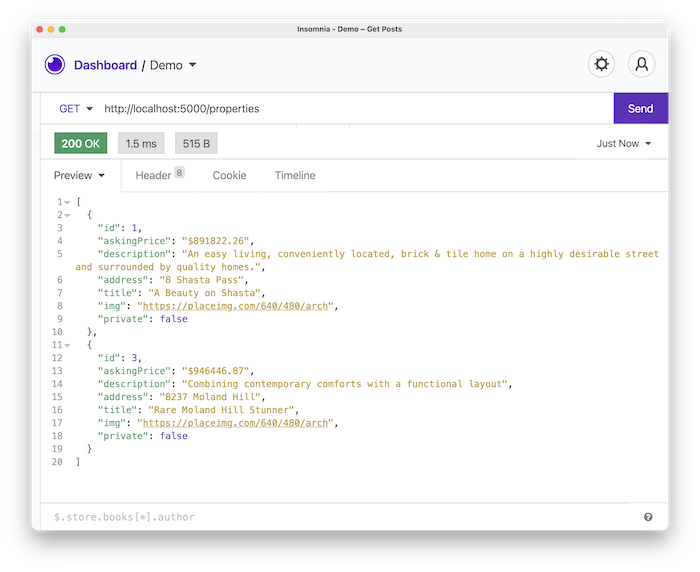 Insomnia - Demo – Get Posts
Dashboard / Demo
GET http://localhost:5000/properties Send
200 OK 1.5 ms 515 B Just Now
Preview Header 8 Cookie Timeline
1 [
2 {
3 "id": 1,
4 "askingPrice": "$891822.26",
5 "description": "An easy living, conveniently located, brick & tile home on a highly desirable street
and surrounded by quality homes.",
6 "address": "8 Shasta Pass",
7 "title": "A Beauty on Shasta",
8 "img": "https://placeimg.com/640/480/arch",
9 "private": false
10 },
11 {
12 "id": 3,
13 "askingPrice": "$946446.87",
14 "description": "Combining contemporary comforts with a functional layout",
15 "address": "8237 Moland Hill",
16 "title": "Rare Moland Hill Stunner",
17 "img": "https://placeimg.com/640/480/arch",
18 "private": false
19 }
20 ]
$.store.books[*].author ?